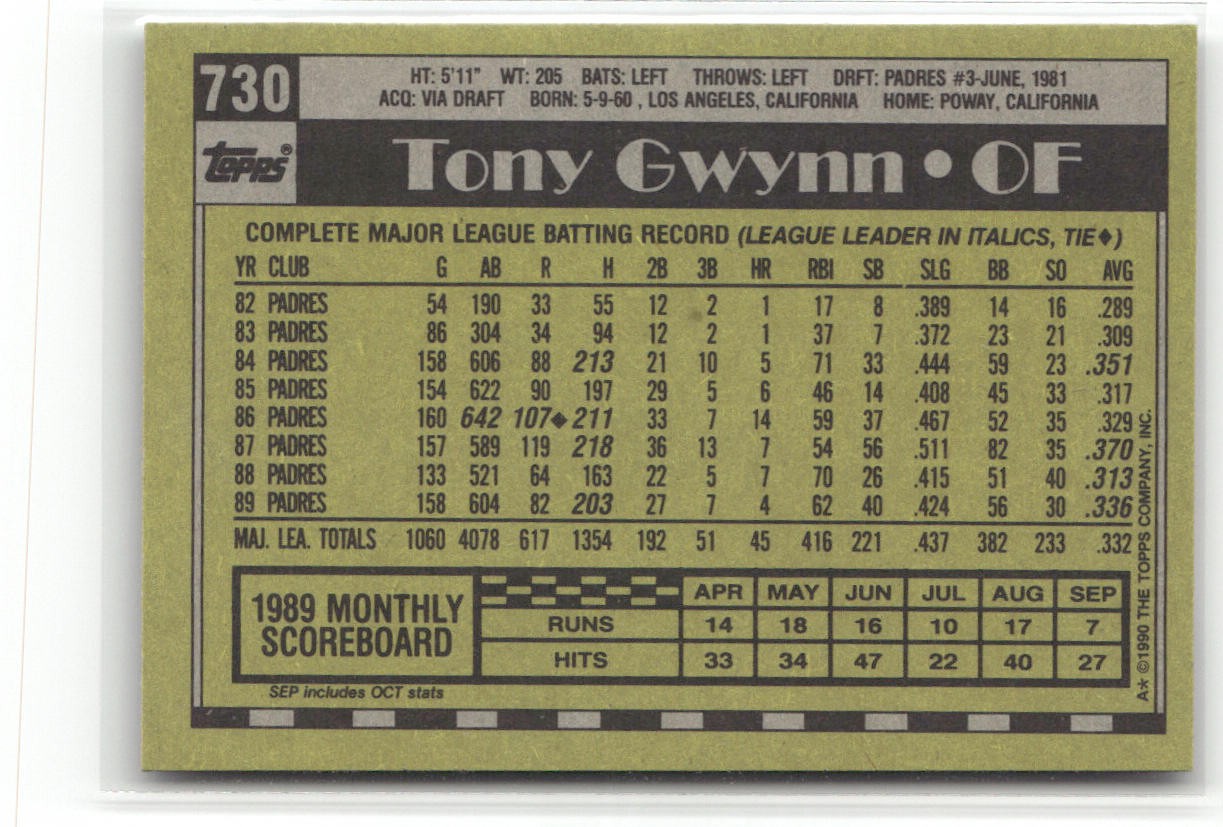 730
HT: 5'11" WT: 205 BATS: LEFT THROWS: LEFT DRFT: PADRES #3-JUNE, 1981
ACQ: VIA DRAFT BORN: 5-9-60 , LOS ANGELES, CALIFORNIA HOME: POWAY, CALIFORNIA
topps®
Tony Gwynn • OF
COMPLETE MAJOR LEAGUE BATTING RECORD (LEAGUE LEADER IN ITALICS, TIE♦)
YR CLUB G AB R H 2B 3B HR RBI SB SLG BB SO AVG
82 PADRES 54 190 33 55 12 2 1 17 8 .389 14 16 .289
83 PADRES 86 304 34 94 12 2 1 37 7 .372 23 21 .309
84 PADRES 158 606 88 213 21 10 5 71 33 .444 59 23 .351
85 PADRES 154 622 90 197 29 5 6 46 14 .408 45 33 .317
86 PADRES 160 642 107♦ 211 33 7 14 59 37 .467 52 35 .329
87 PADRES 157 589 119 218 36 13 7 54 56 .511 82 35 .370
88 PADRES 133 521 64 163 22 5 7 70 26 .415 51 40 .313
89 PADRES 158 604 82 203 27 7 4 62 40 .424 56 30 .336
MAJ. LEA. TOTALS 1060 4078 617 1354 192 51 45 416 221 .437 382 233 .332
1989 MONTHLY
SCOREBOARD
APR MAY JUN JUL AUG SEP
RUNS 14 18 16 10 17 7
HITS 33 34 47 22 40 27
SEP includes OCT stats
A* ©1990 THE TOPPS COMPANY, INC.